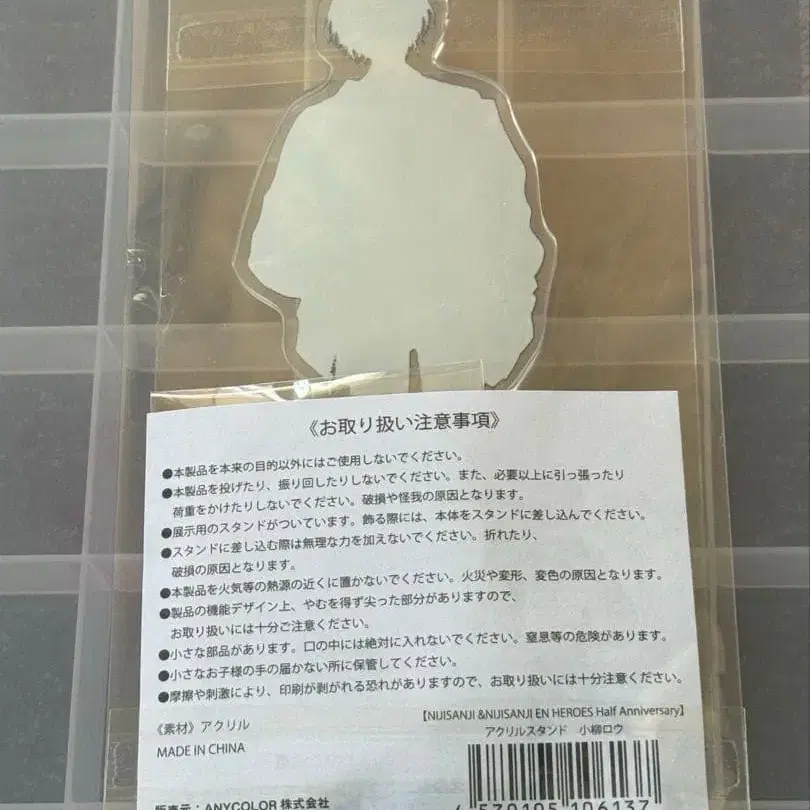 《お取り扱い注意事項》
●本製品を本来の目的以外にはご使用しないでください。
●本製品を投げたり、振り回したりしないでください。また、必要以上に引っ張ったり
荷重をかけたりしないでください。破損や怪我の原因となります。
●展示用のスタンドがついています。飾る際には、本体をスタンドに差し込んでください。
●スタンドに差し込む際は無理な力を加えないでください。折れたり、
破損の原因となります。
●本製品を火気等の熱源の近くに置かないでください。火災や変形、変色の原因となります。
●製品の機能デザイン上、やむを得ず尖った部分がありますので、
お取り扱いには十分ご注意ください。
●小さな部品があります。口の中には絶対に入れないでください。窒息等の危険があります。
●小さなお子様の手の届かない所に保管してください。
●摩擦や刺激により、印刷が剥がれる恐れがありますので、お取り扱いには十分注意ください。
《素材》アクリル
MADE IN CHINA
【NIJISANJI &NIJISANJI EN HEROES Half Anniversary】
アクリルスタンド 小柳ロウ
販売元：ANYCOLOR 株式会社
4 570105 106137